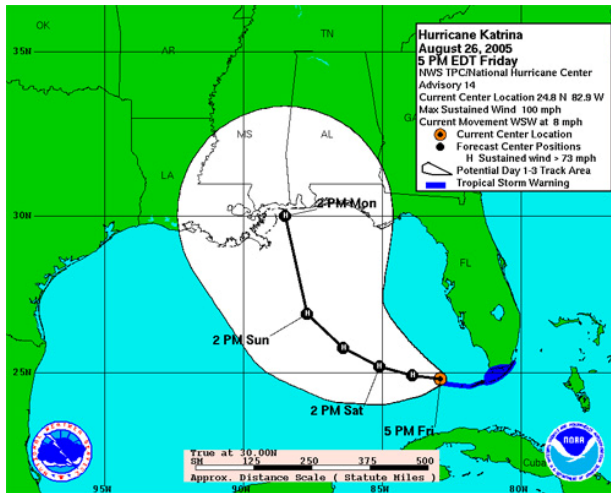 OK
TN
AR
35N
Hurricane Katrina
August 26, 2005
5 PM EDT Friday
NWS TPC/National Hurricane Center
Advisory 14
Current Center Location 24.8 N 82.9 W
Max Sustained Wind 100 mph
Current Movement WSW at 8 mph
Current Center Location
Forecast Center Positions
H Sustained wind > 73 mph
Potential Day 1-3 Track Area
Tropical Storm Warning
MS
AL
GA
LA
2 PM Mon
H
30N
FL
2 PM Sun
H
H
H
H
25N
2 PM Sat
5 PM Fri
True at 30.00N
SM 125 250 375 500
Approx. Distance Scale ( Statute Miles )
NOAA
Cuba
95W
90W
85W
80W